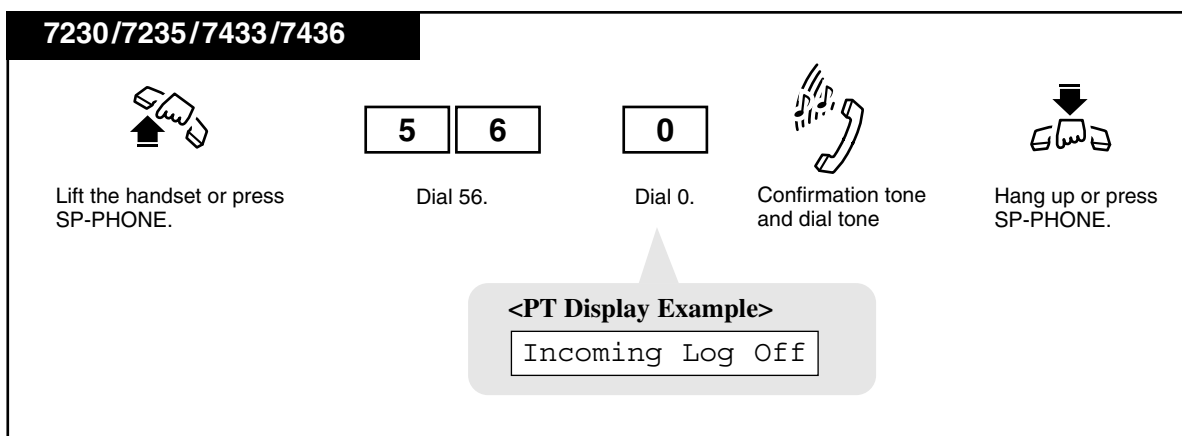 7230/7235/7433/7436
5 6 0
Lift the handset or press
SP-PHONE.
Dial 56.
Dial 0.
Confirmation tone
and dial tone
Hang up or press
SP-PHONE.
<PT Display Example>
Incoming Log Off